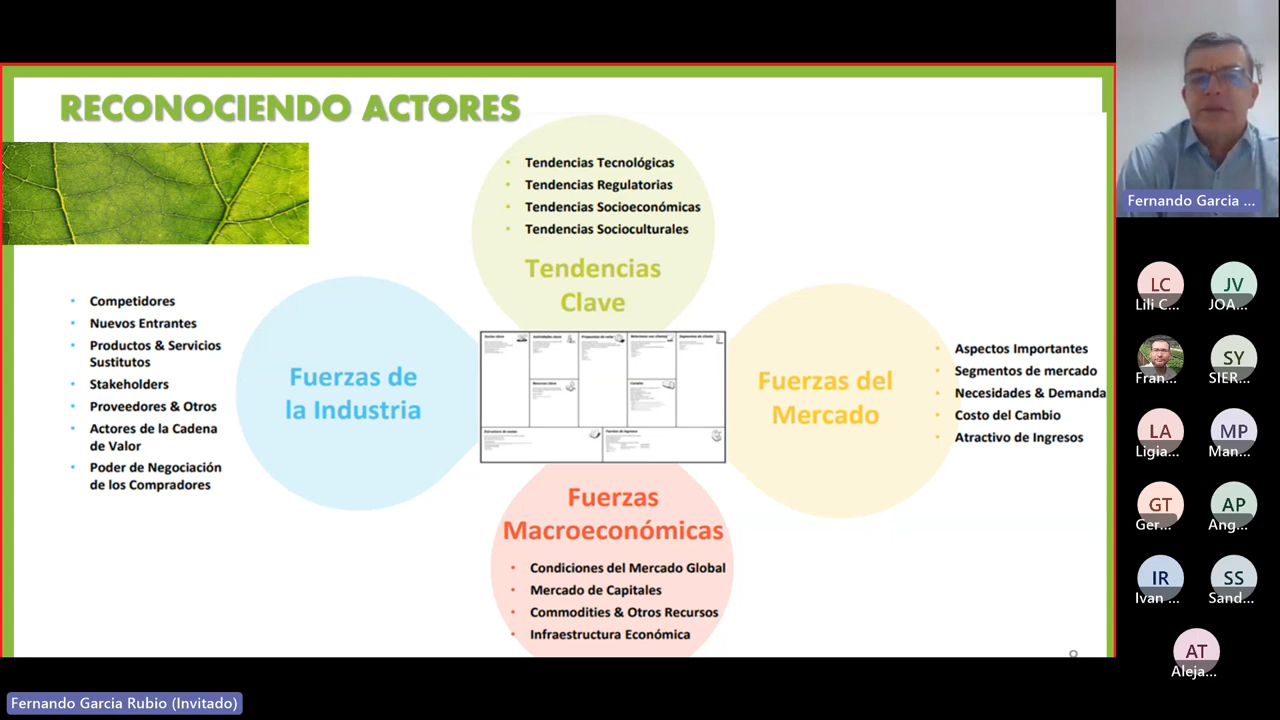 RECONOCIENDO ACTORES
Tendencias Tecnológicas
Tendencias Regulatorias
Tendencias Socioeconómicas
Tendencias Socioculturales
Tendencias
Clave
Competidores
Nuevos Entrantes
Productos & Servicios
Sustitutos
Stakeholders
Proveedores & Otros
Actores de la Cadena
de Valor
Poder de Negociación
de los Compradores
Fuerzas de
la Industria
Fuerzas del
Mercado
Aspectos Importantes
Segmentos de mercado
Necesidades & Demanda
Costo del Cambio
Atractivo de Ingresos
Fuerzas
Macroeconómicas
Condiciones del Mercado Global
Mercado de Capitales
Commodities & Otros Recursos
Infraestructura Económica
Fernando Garcia Rubio (Invitado)
Fernando Garcia ...
LC
Lili C...
JV
JOA...
Fran...
SY
SIER...
LA
Ligia...
MP
Man...
GT
Ger...
AP
Ang...
IR
Ivan ...
SS
Sand...
AT
Aleja...